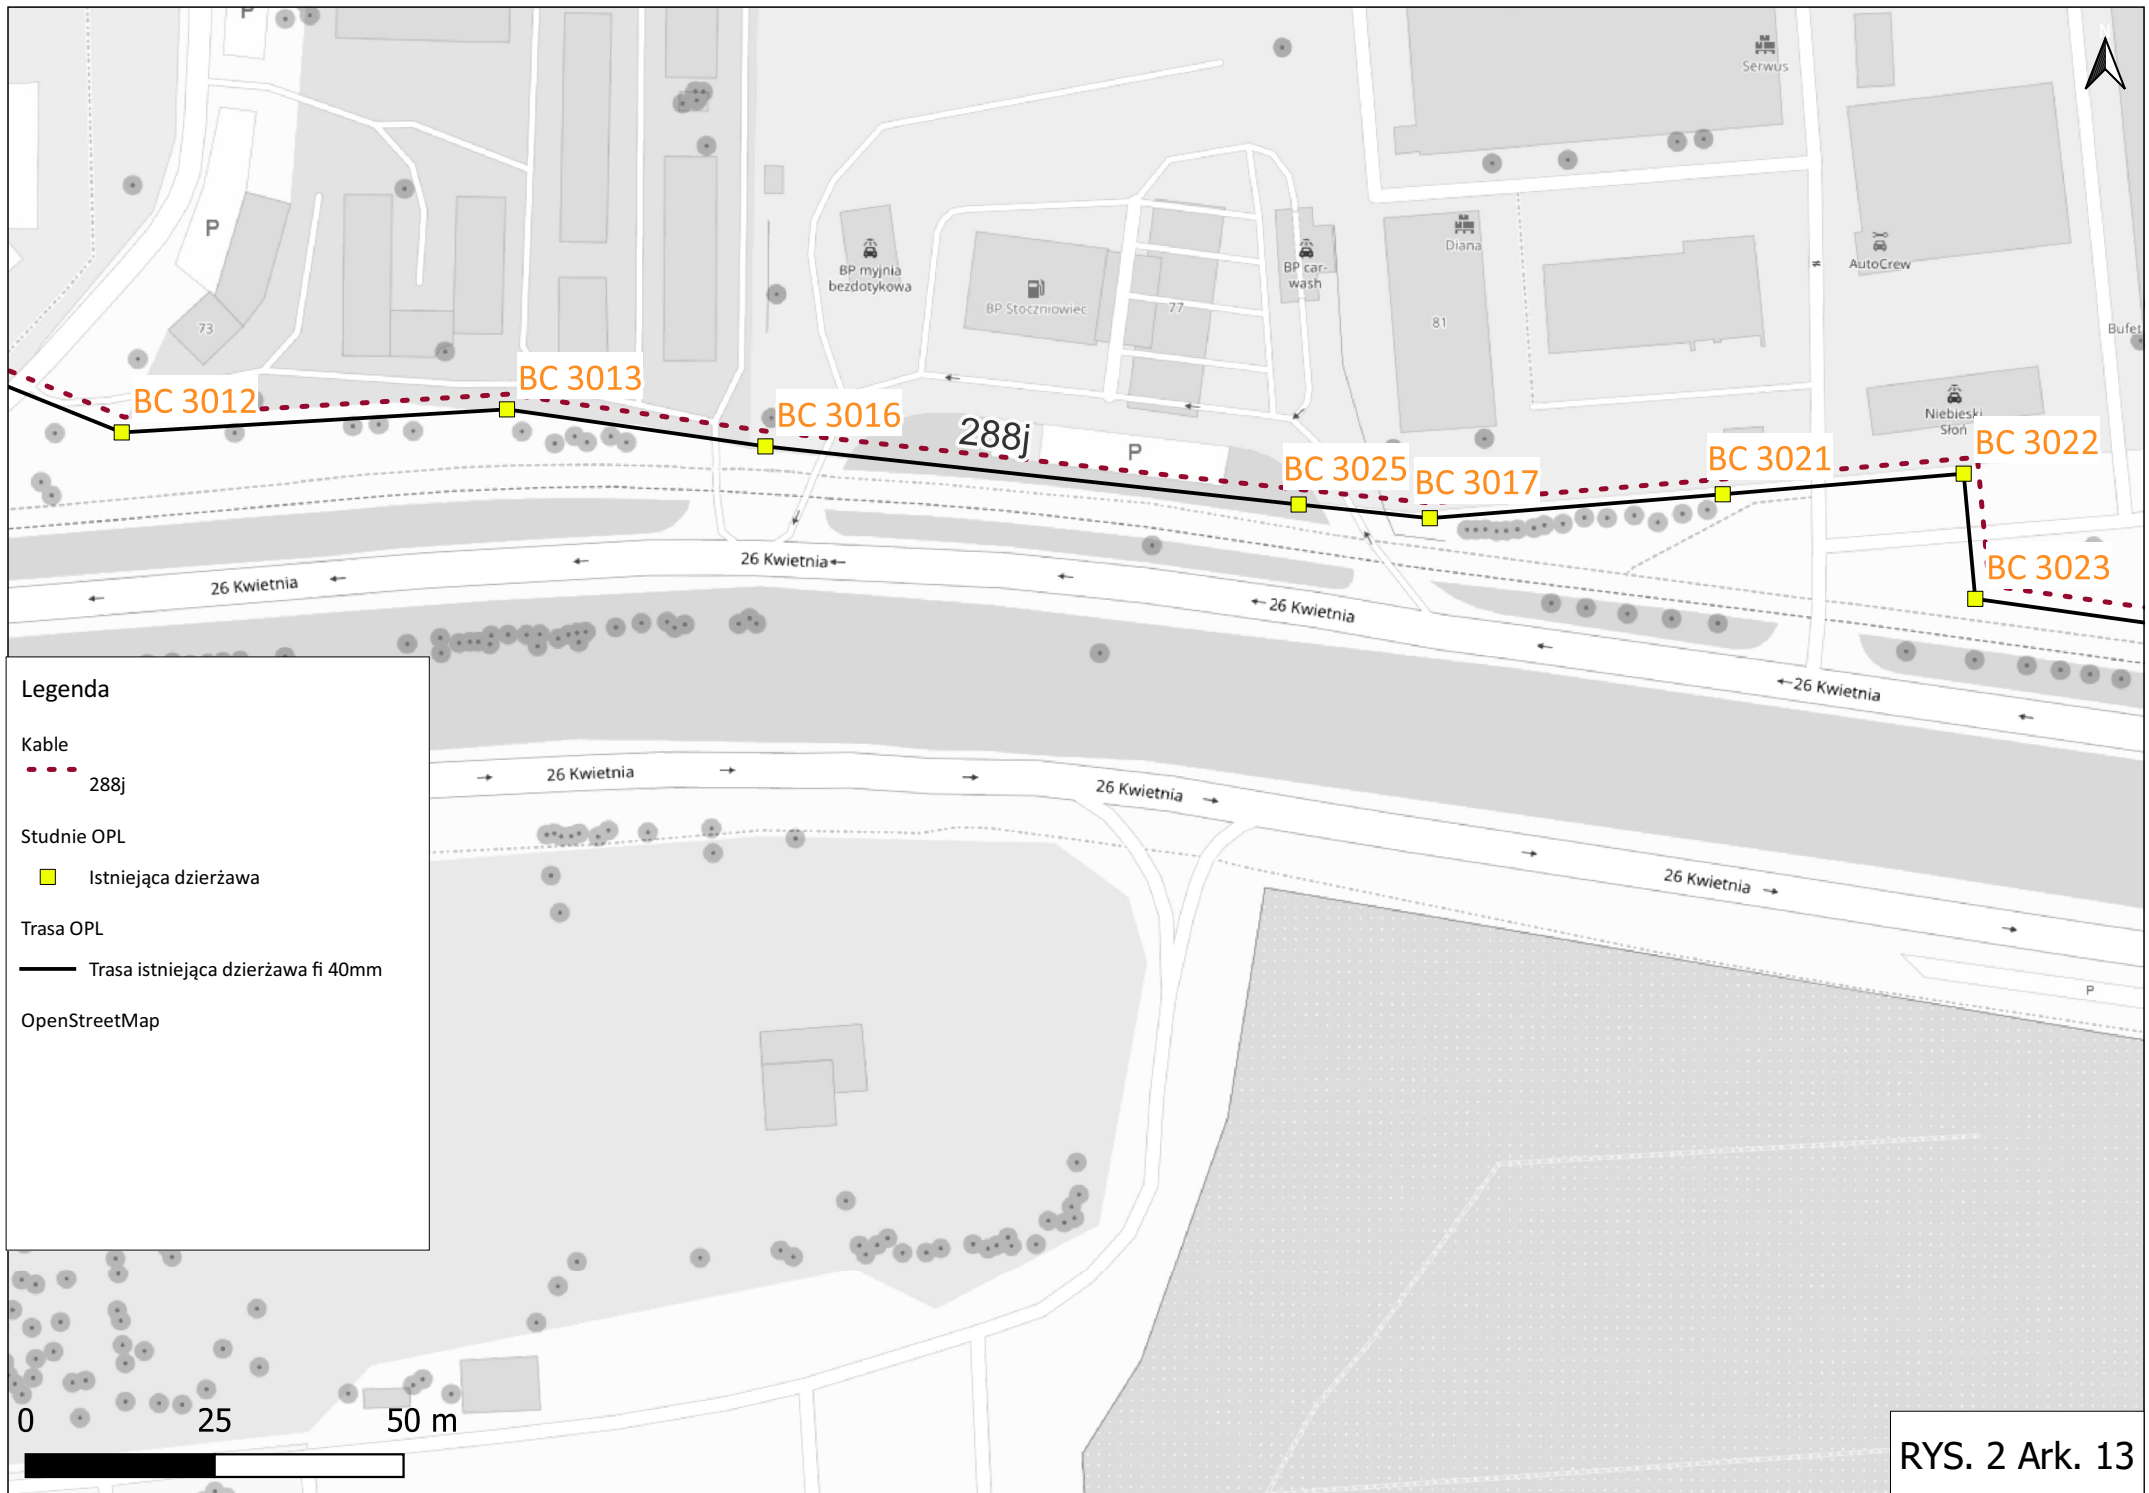 P
Serwus
P
BP myjnia
bezdotykowa
BP Stoczniowiec
77
BP car-
wash
Diana
81
AutoCrew
73
Niebieski
Słoń
BC 3012
BC 3013
BC 3016
288j
P
BC 3025
BC 3017
BC 3021
BC 3022
BC 3023
26 Kwietnia
26 Kwietnia
26 Kwietnia
26 Kwietnia
26 Kwietnia
26 Kwietnia
26 Kwietnia
P
Legenda
Kable
288j
Studnie OPL
Istniejąca dzierżawa
Trasa OPL
Trasa istniejąca dzierżawa fi 40mm
OpenStreetMap
0 25 50 m
RYS. 2 Ark. 13